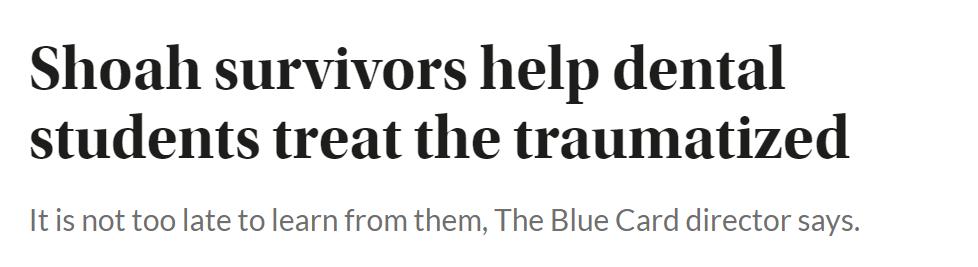 Shoah survivors help dental
students treat the traumatized
It is not too late to learn from them, The Blue Card director says.